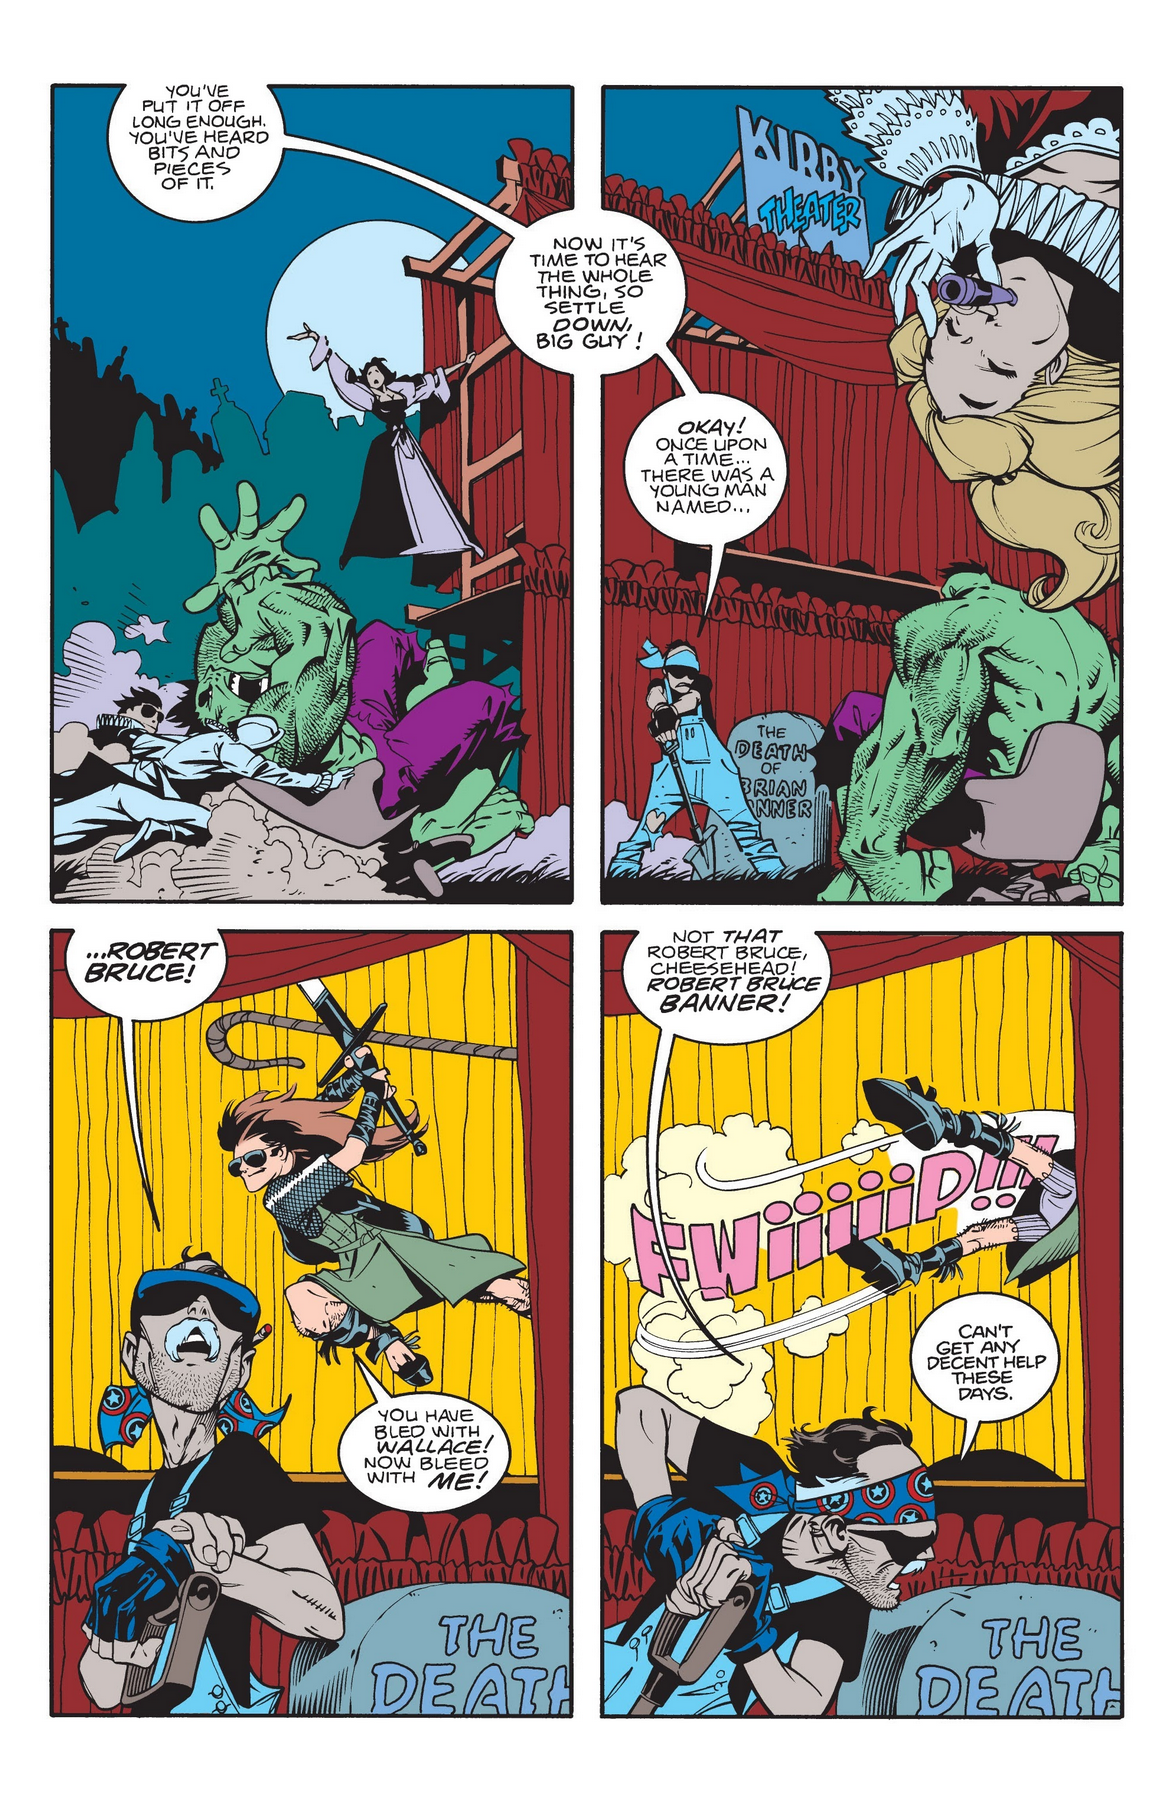 YOU'VE
PUT IT OFF
LONG ENOUGH.
YOU'VE HEARD
BITS AND
PIECES
OF IT.
NOW IT'S
TIME TO HEAR
THE WHOLE
THING, SO
SETTLE
DOWN,
BIG GUY!
KIRBY
THEATER
OKAY!
ONCE UPON
A TIME...
THERE WAS A
YOUNG MAN
NAMED...
THE
DEATH
OF
BRIAN
ANNER
...ROBERT
BRUCE!
YOU HAVE
BLED WITH
WALLACE!
NOW BLEED
WITH ME!
THE
DEATH
NOT THAT
ROBERT BRUCE,
CHEESEHEAD!
ROBERT BRUCE
BANNER!
FWIIIIIIP!!!
CAN'T
GET ANY
DECENT HELP
THESE
DAYS.
THE
DEATH